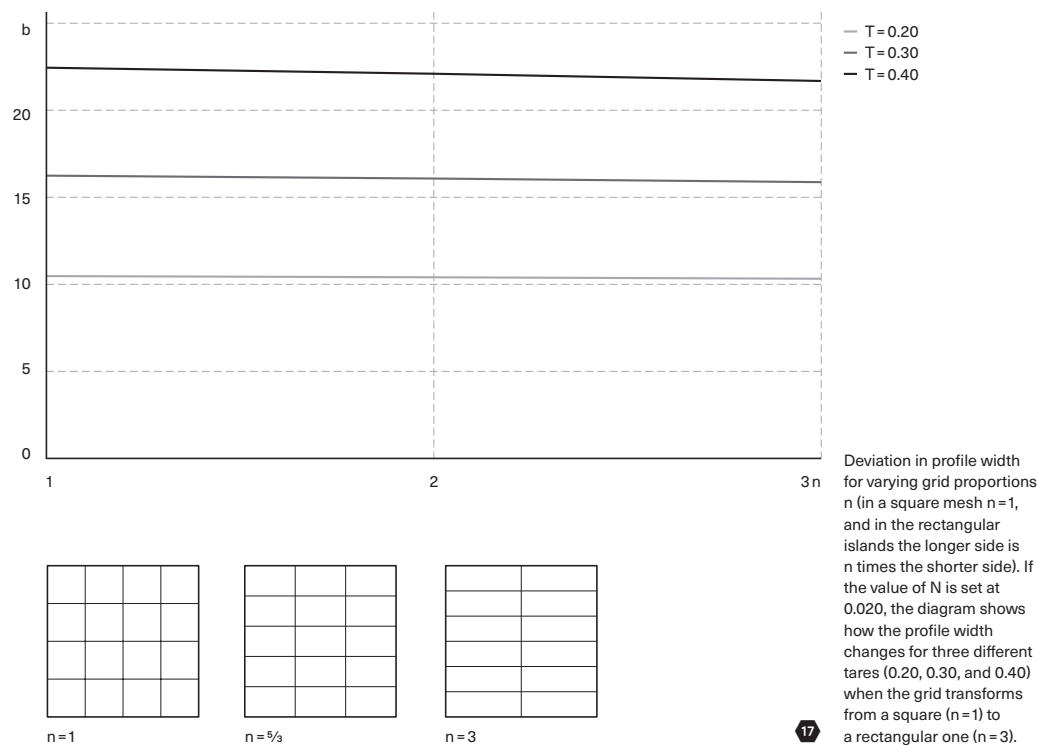 b
20
15
10
5
0
1
2
3 n
T = 0.20
T = 0.30
T = 0.40
Deviation in profile width
for varying grid proportions
n (in a square mesh n = 1,
and in the rectangular
islands the longer side is
n times the shorter side). If
the value of N is set at
0.020, the diagram shows
how the profile width
changes for three different
tares (0.20, 0.30, and 0.40)
when the grid transforms
from a square (n = 1) to
a rectangular one (n = 3).
n = 1
n = 5/3
n = 3
17